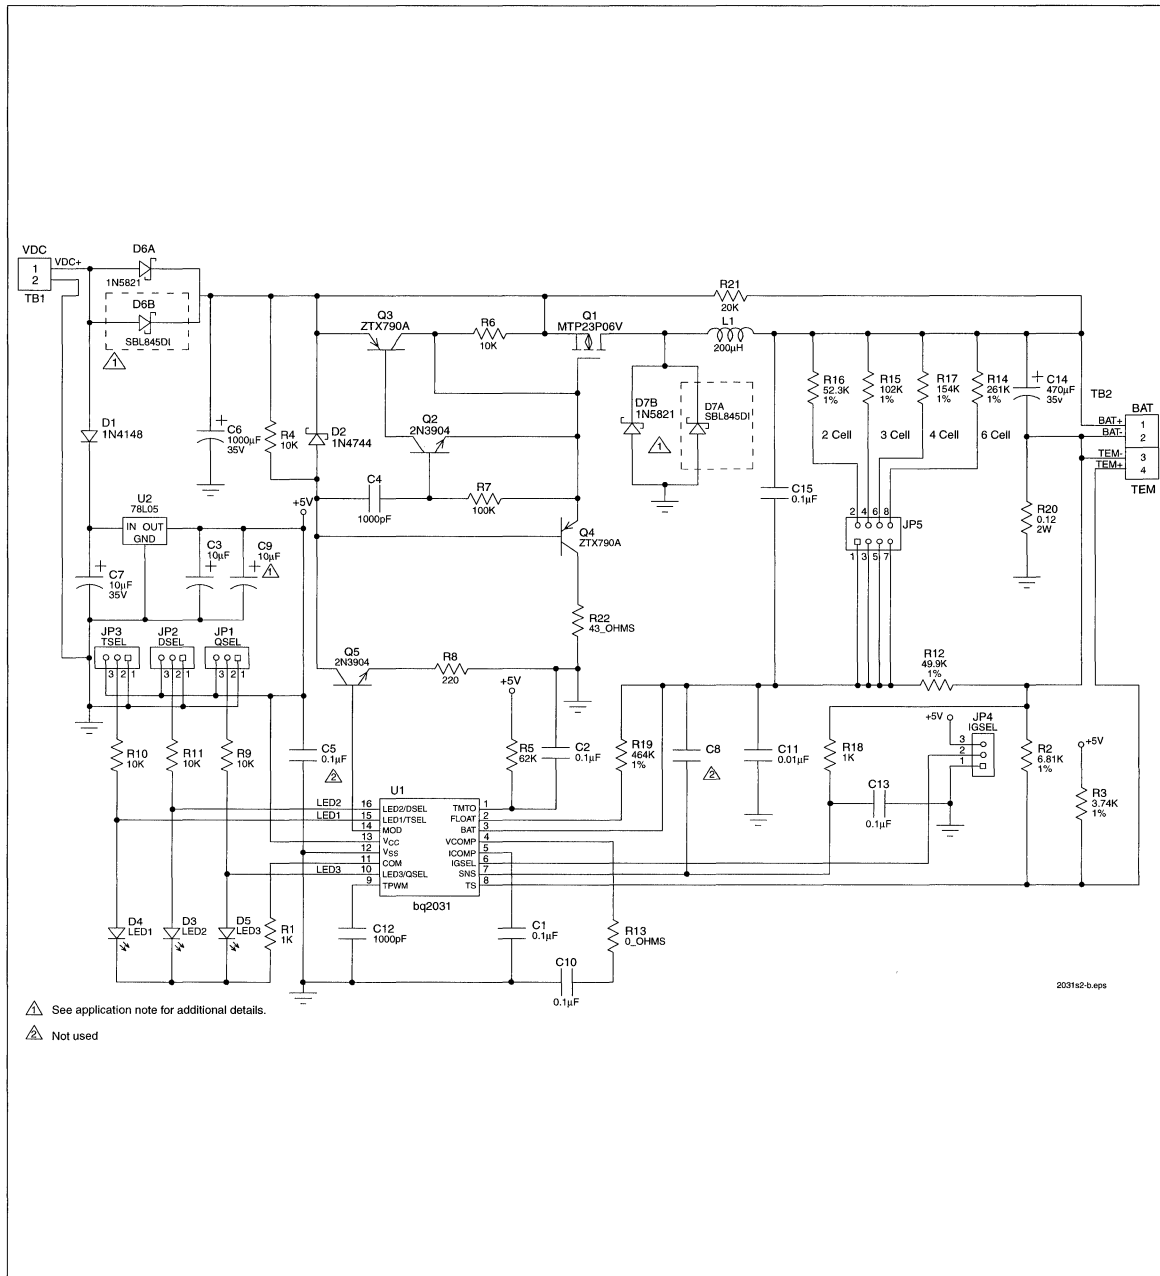 VDC
1
2
TB1
VDC+
D6A
1N5821
D6B
SBL845DI
1
D1
1N4148
C6
1000µF
35V
+
R4
10K
D2
1N4744
Q3
ZTX790A
R6
10K
Q1
MTP23P06V
R21
20K
L1
200µH
Q2
2N3904
C4
1000pF
R7
100K
Q4
ZTX790A
D7B
1N5821
1
D7A
SBL845DI
R16
52.3K
1%
R15
102K
1%
R17
154K
1%
R14
261K
1%
C14
470µF
35v
+
2 Cell
3 Cell
4 Cell
6 Cell
TB2
BAT
BAT+
1
BAT-
2
TEM-
3
TEM+
4
TEM
C15
0.1µF
2 4 6 8
JP5
1 3 5 7
R20
0.12
2W
U2
78L05
IN OUT
GND
+5V
C3
10µF
+
C9
10µF
+
1
C7
10µF
35V
+
JP3
TSEL
3 2 1
JP2
DSEL
3 2 1
JP1
QSEL
3 2 1
Q5
2N3904
R8
220
R22
43_OHMS
+5V
R5
62K
C2
0.1µF
R19
464K
1%
C8
2
C11
0.01µF
R12
49.9K
1%
R18
1K
C13
0.1µF
+5V
JP4
IGSEL
3
2
1
R2
6.81K
1%
+5V
R3
3.74K
1%
R10
10K
R11
10K
R9
10K
C5
0.1µF
2
U1
LED2 16 LED2/DSEL TMTO 1
LED1 15 LED1/TSEL FLOAT 2
14 MOD BAT 3
13 VCC VCOMP 4
12 VSS ICOMP 5
11 COM IGSEL 6
LED3 10 LED3/QSEL SNS 7
9 TPWM TS 8
bq2031
D4
LED1
D3
LED2
D5
LED3
R1
1K
C12
1000pF
C1
0.1µF
C10
0.1µF
R13
0_OHMS
2031s2-b.eps
1 See application note for additional details.
2 Not used